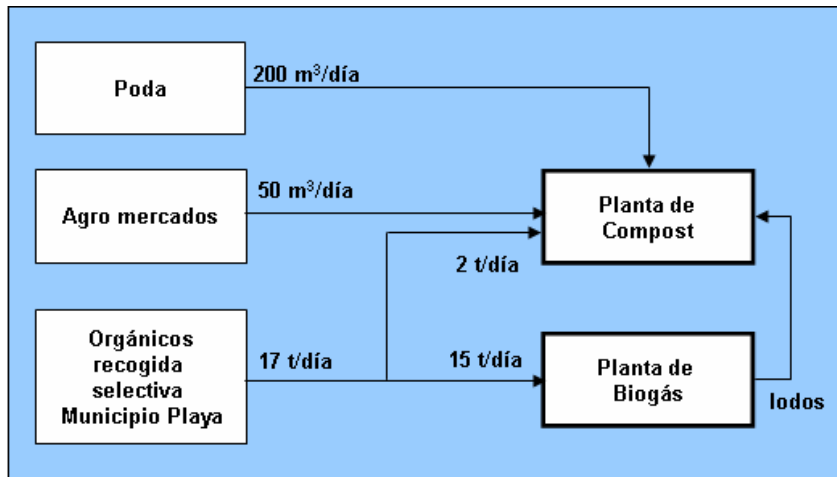 Poda
200 m³/día
Agro mercados
50 m³/día
Planta de
Compost
2 t/día
Orgánicos
recogida
selectiva
Municipio Playa
17 t/día
15 t/día
Planta de
Biogás
lodos